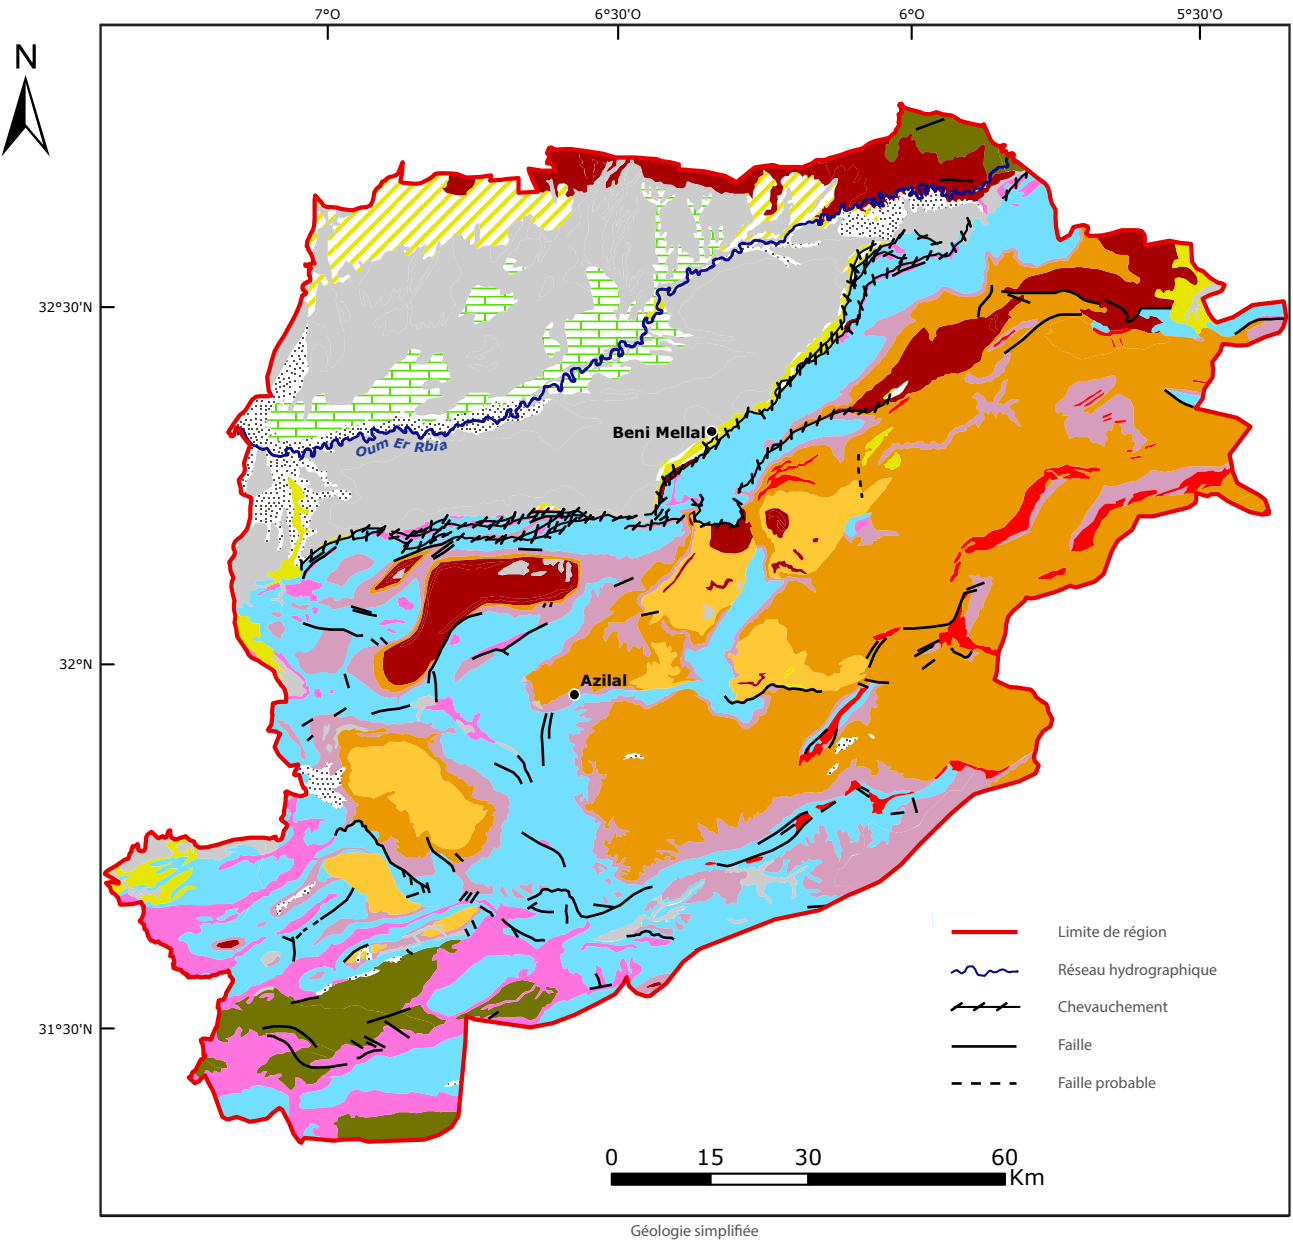 7°O 6°30'O 6°O 5°30'O
N
32°30'N
Beni Mellal
Oum Er Rbia
32°N
Azilal
Limite de région
Réseau hydrographique
Chevauchement
31°30'N
Faille
Faille probable
0 15 30 60
Km
Géologie simplifiée